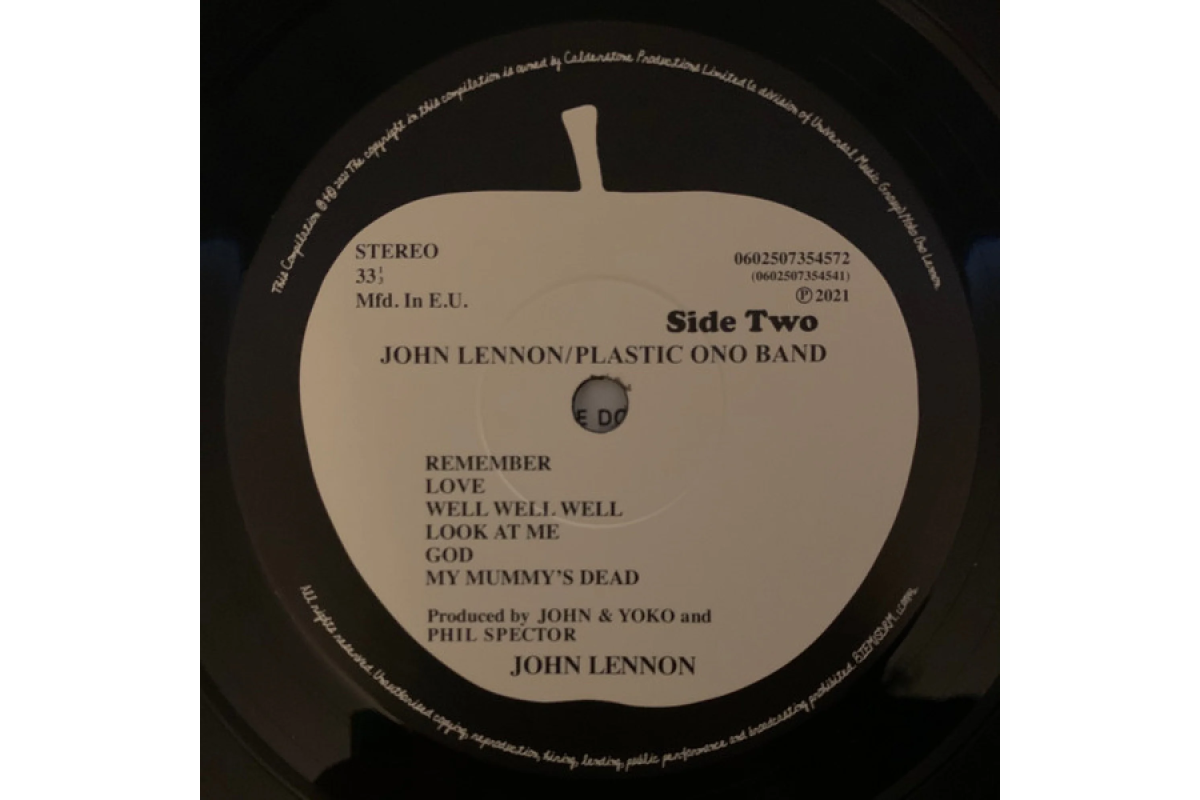 This Compilation ℗ + © 2021 The copyright in this compilation is owned by Calderstone Productions Limited (a division of Universal Music Group)/Yoko Ono Lennon.
STEREO
33⅓
Mfd. In E.U.
0602507354572
(0602507354541)
℗ 2021
Side Two
JOHN LENNON/PLASTIC ONO BAND
E DO
REMEMBER
LOVE
WELL WELL WELL
LOOK AT ME
GOD
MY MUMMY'S DEAD
Produced by JOHN & YOKO and
PHIL SPECTOR
JOHN LENNON
All rights reserved. Unauthorised copying, reproduction, hiring, lending, public performance and broadcasting prohibited. BIEM/SDRM.